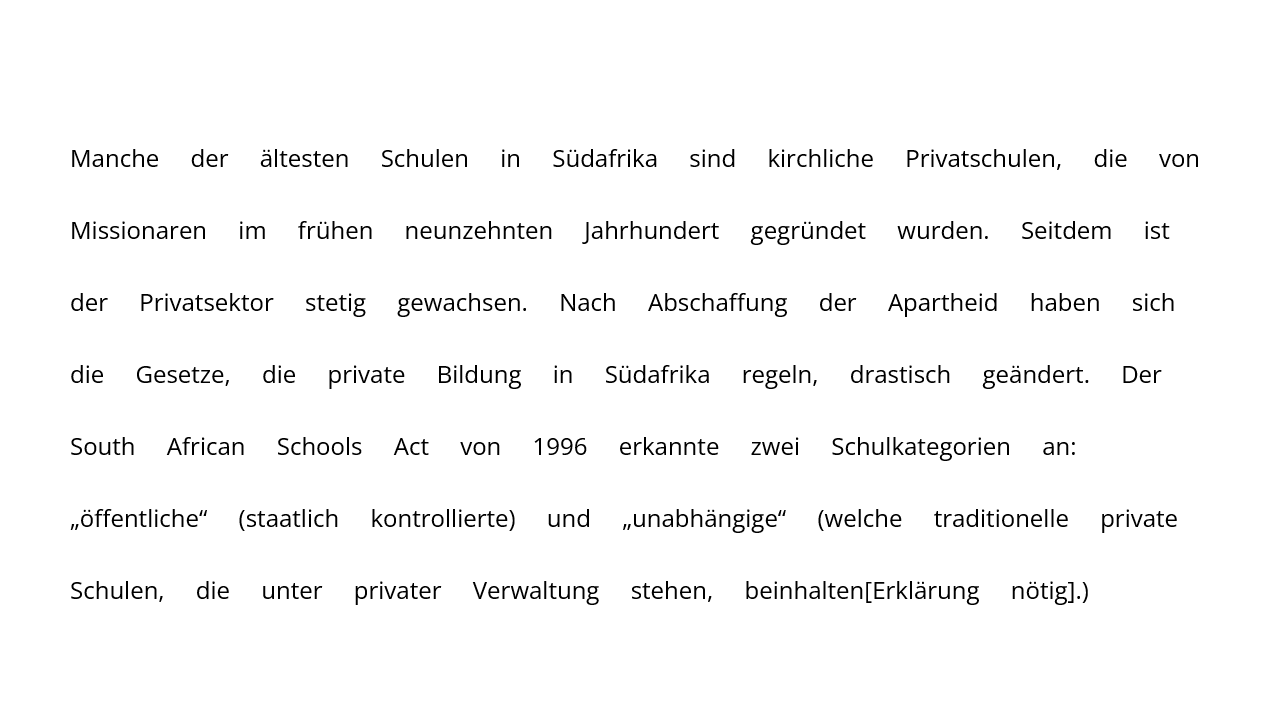 Manche der ältesten Schulen in Südafrika sind kirchliche Privatschulen, die von
Missionaren im frühen neunzehnten Jahrhundert gegründet wurden. Seitdem ist
der Privatsektor stetig gewachsen. Nach Abschaffung der Apartheid haben sich
die Gesetze, die private Bildung in Südafrika regeln, drastisch geändert. Der
South African Schools Act von 1996 erkannte zwei Schulkategorien an:
„öffentliche“ (staatlich kontrollierte) und „unabhängige“ (welche traditionelle private
Schulen, die unter privater Verwaltung stehen, beinhalten[Erklärung nötig].)